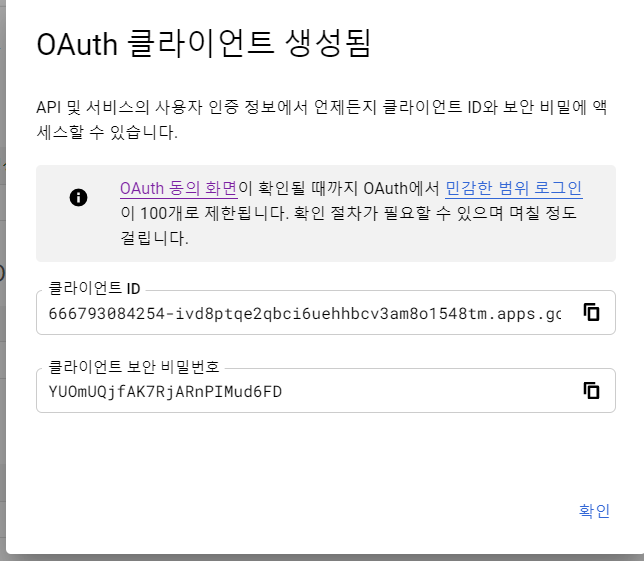 OAuth 클라이언트 생성됨
API 및 서비스의 사용자 인증 정보에서 언제든지 클라이언트 ID와 보안 비밀에 액
세스할 수 있습니다.
OAuth 동의 화면이 확인될 때까지 OAuth에서 민감한 범위 로그인
이 100개로 제한됩니다. 확인 절차가 필요할 수 있으며 며칠 정도
걸립니다.
클라이언트 ID
666793084254-ivd8ptqe2qbci6uehhbcv3am8o1548tm.apps.gc
클라이언트 보안 비밀번호
YUOmUQjfAK7RjARnPIMud6FD
확인